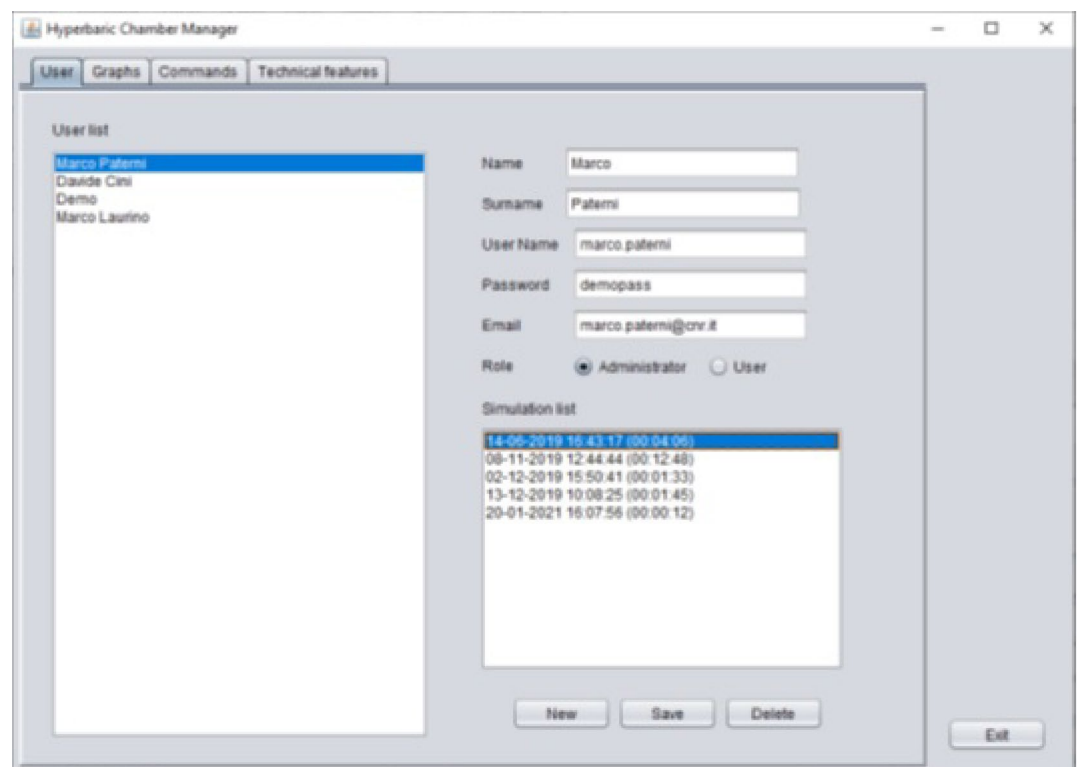 Hyperbaric Chamber Manager
User Graphs Commands Technical features
User list
Marco Paterni
Davide Cini
Demo
Marco Laurino
Name Marco
Surname Paterni
User Name marco.paterni
Password demopass
Email marco.paterni@cnr.it
Role Administrator User
Simulation list
14-06-2019 16:43:17 (00:04:06)
08-11-2019 12:44:44 (00:12:48)
02-12-2019 15:50:41 (00:01:33)
13-12-2019 10:08:25 (00:01:45)
20-01-2021 16:07:56 (00:00:12)
New Save Delete
Exit